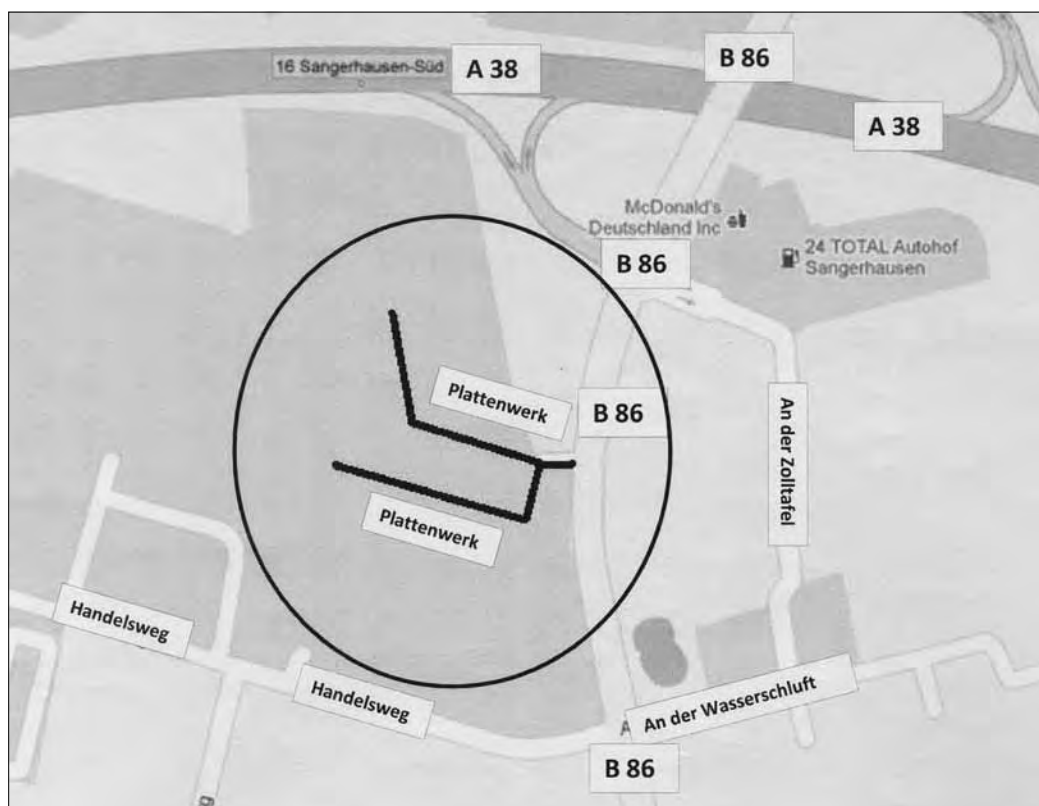 16 Sangerhausen-Süd
A 38
B 86
A 38
McDonald's
Deutschland Inc
24 TOTAL Autohof
Sangerhausen
B 86
Plattenwerk
B 86
An der Zolltafel
Plattenwerk
Handelsweg
Handelsweg
An der Wasserschluft
B 86